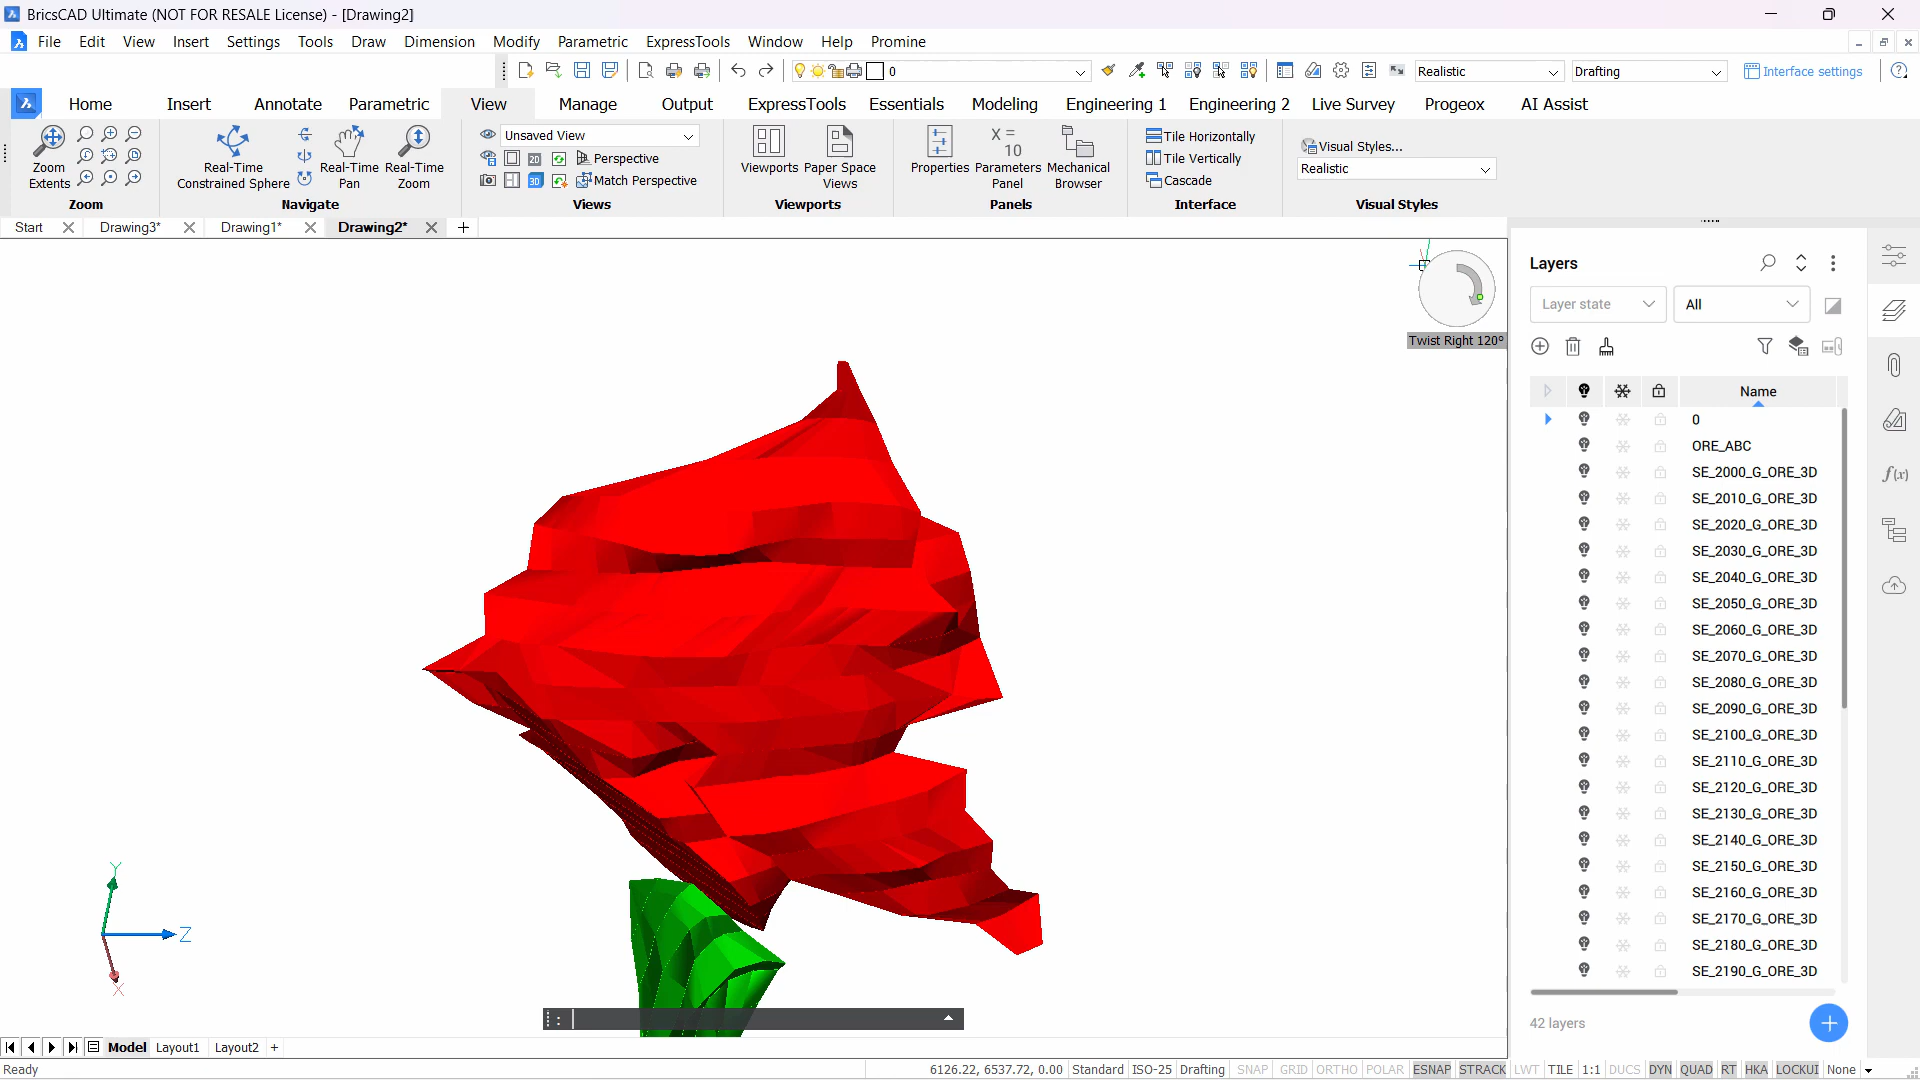 BricsCAD Ultimate (NOT FOR RESALE License) - [Drawing2]
File Edit View Insert Settings Tools Draw Dimension Modify Parametric ExpressTools Window Help Promine
0 Realistic Drafting Interface settings
Home Insert Annotate Parametric View Manage Output ExpressTools Essentials Modeling Engineering 1 Engineering 2 Live Survey Progeox AI Assist
Zoom Extents
Zoom
Real-Time Constrained Sphere
Real-Time Pan
Real-Time Zoom
Navigate
Unsaved View
Perspective
Match Perspective
Views
Viewports
Paper Space Views
Viewports
Properties
X = 10
Parameters Panel
Mechanical Browser
Panels
Tile Horizontally
Tile Vertically
Cascade
Interface
Visual Styles...
Realistic
Visual Styles
Start Drawing3* Drawing1* Drawing2* +
Twist Right 120°
Y
Z
X
:
Layers
Layer state All
Name
0
ORE_ABC
SE_2000_G_ORE_3D
SE_2010_G_ORE_3D
SE_2020_G_ORE_3D
SE_2030_G_ORE_3D
SE_2040_G_ORE_3D
SE_2050_G_ORE_3D
SE_2060_G_ORE_3D
SE_2070_G_ORE_3D
SE_2080_G_ORE_3D
SE_2090_G_ORE_3D
SE_2100_G_ORE_3D
SE_2110_G_ORE_3D
SE_2120_G_ORE_3D
SE_2130_G_ORE_3D
SE_2140_G_ORE_3D
SE_2150_G_ORE_3D
SE_2160_G_ORE_3D
SE_2170_G_ORE_3D
SE_2180_G_ORE_3D
SE_2190_G_ORE_3D
42 layers
f(x)
Model Layout1 Layout2 +
Ready 6126.22, 6537.72, 0.00 Standard ISO-25 Drafting SNAP GRID ORTHO POLAR ESNAP STRACK LWT TILE 1:1 DUCS DYN QUAD RT HKA LOCKUI None